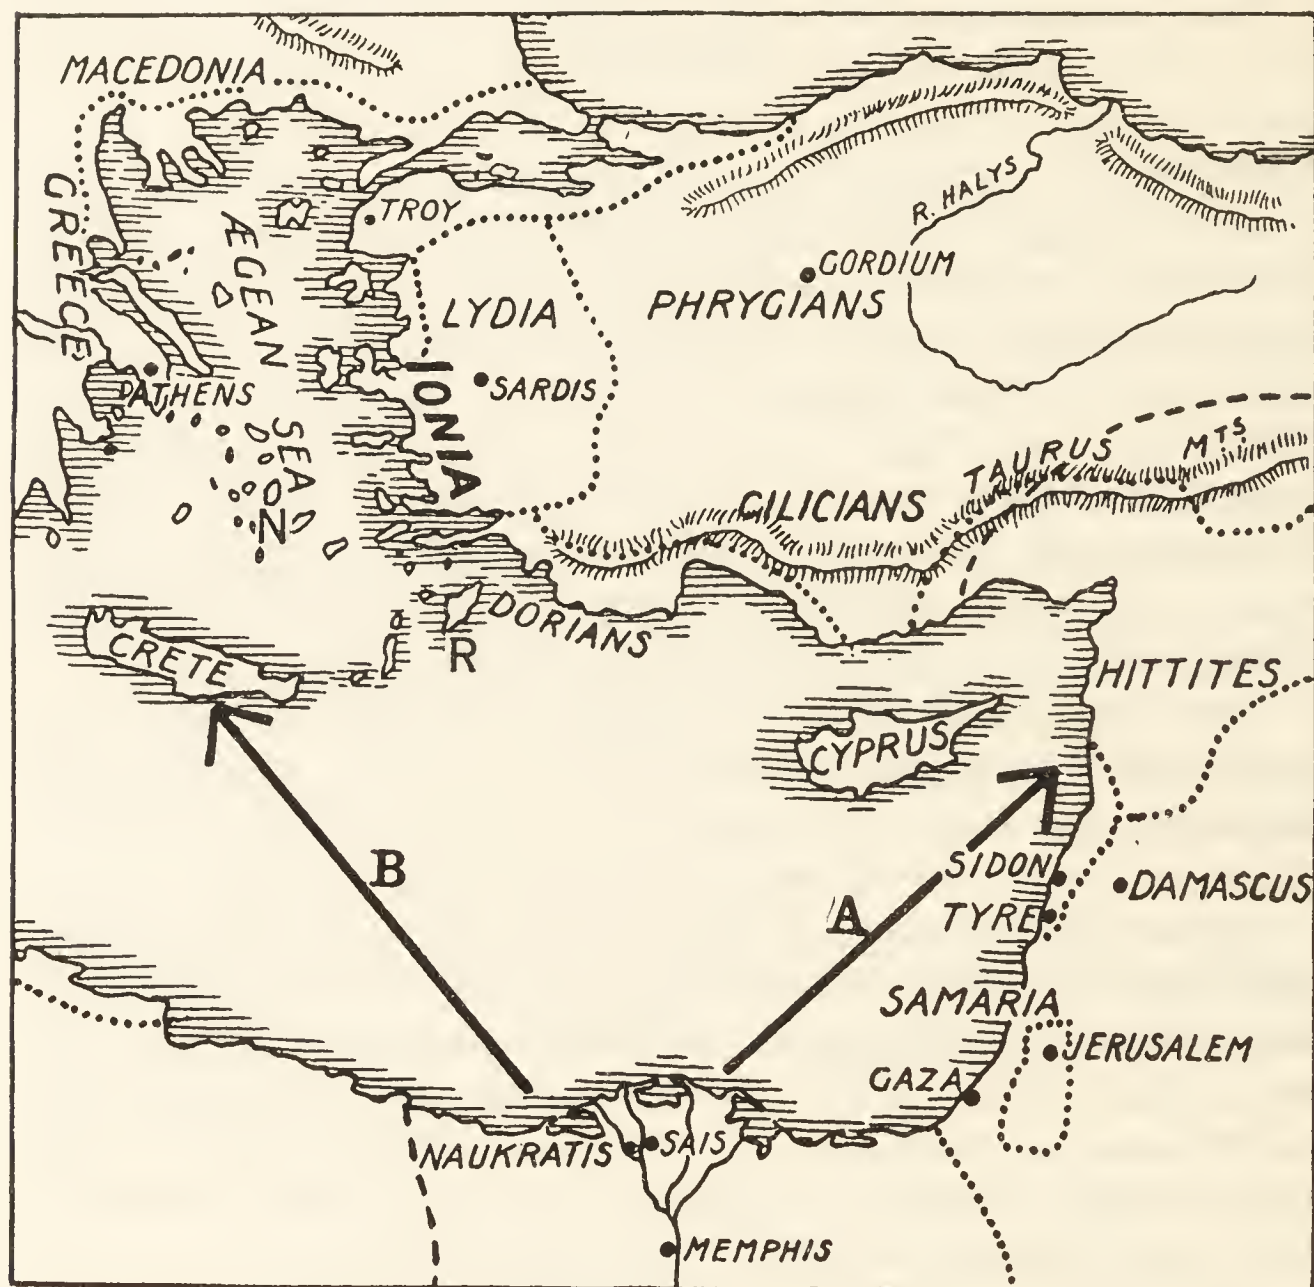 MACEDONIA
GREECE
ÆGEAN
SEA
TROY
R. HALYS
GORDIUM
PHRYGIANS
LYDIA
SARDIS
IONIA
ATHENS
TAURUS MTS.
CILICIANS
N
DORIANS
R
CRETE
HITTITES
CYPRUS
B
A
SIDON
TYRE
DAMASCUS
SAMARIA
JERUSALEM
GAZA
NAUKRATIS
SAIS
MEMPHIS